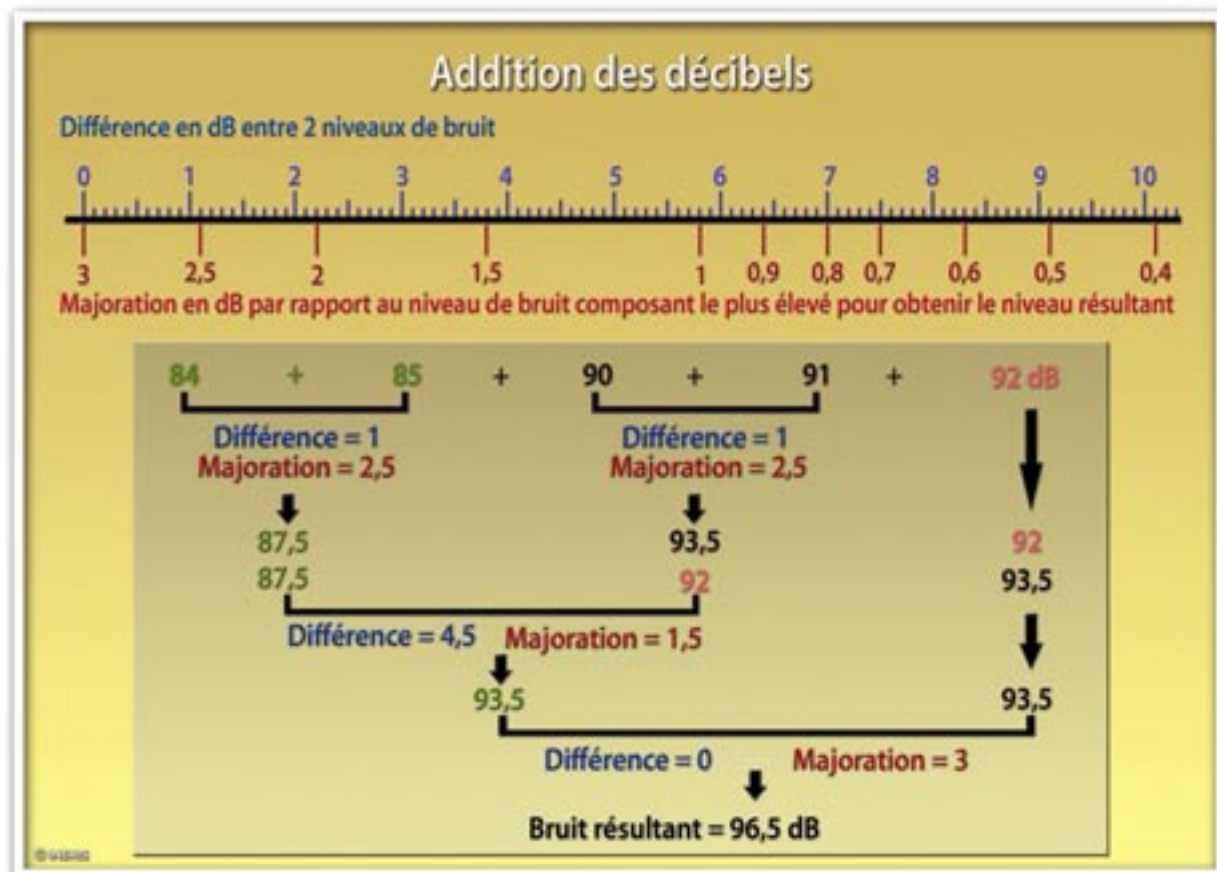 Addition des décibels
Différence en dB entre 2 niveaux de bruit
0 1 2 3 4 5 6 7 8 9 10
3 2,5 2 1,5 1 0,9 0,8 0,7 0,6 0,5 0,4
Majoration en dB par rapport au niveau de bruit composant le plus élevé pour obtenir le niveau résultant
84 + 85 + 90 + 91 + 92 dB
Différence = 1 Différence = 1
Majoration = 2,5 Majoration = 2,5
87,5 93,5 92
87,5 92 93,5
Différence = 4,5 Majoration = 1,5
93,5 93,5
Différence = 0 Majoration = 3
Bruit résultant = 96,5 dB